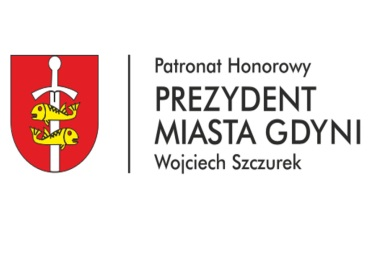 Patronat Honorowy
PREZYDENT
MIASTA GDYNI
Wojciech Szczurek